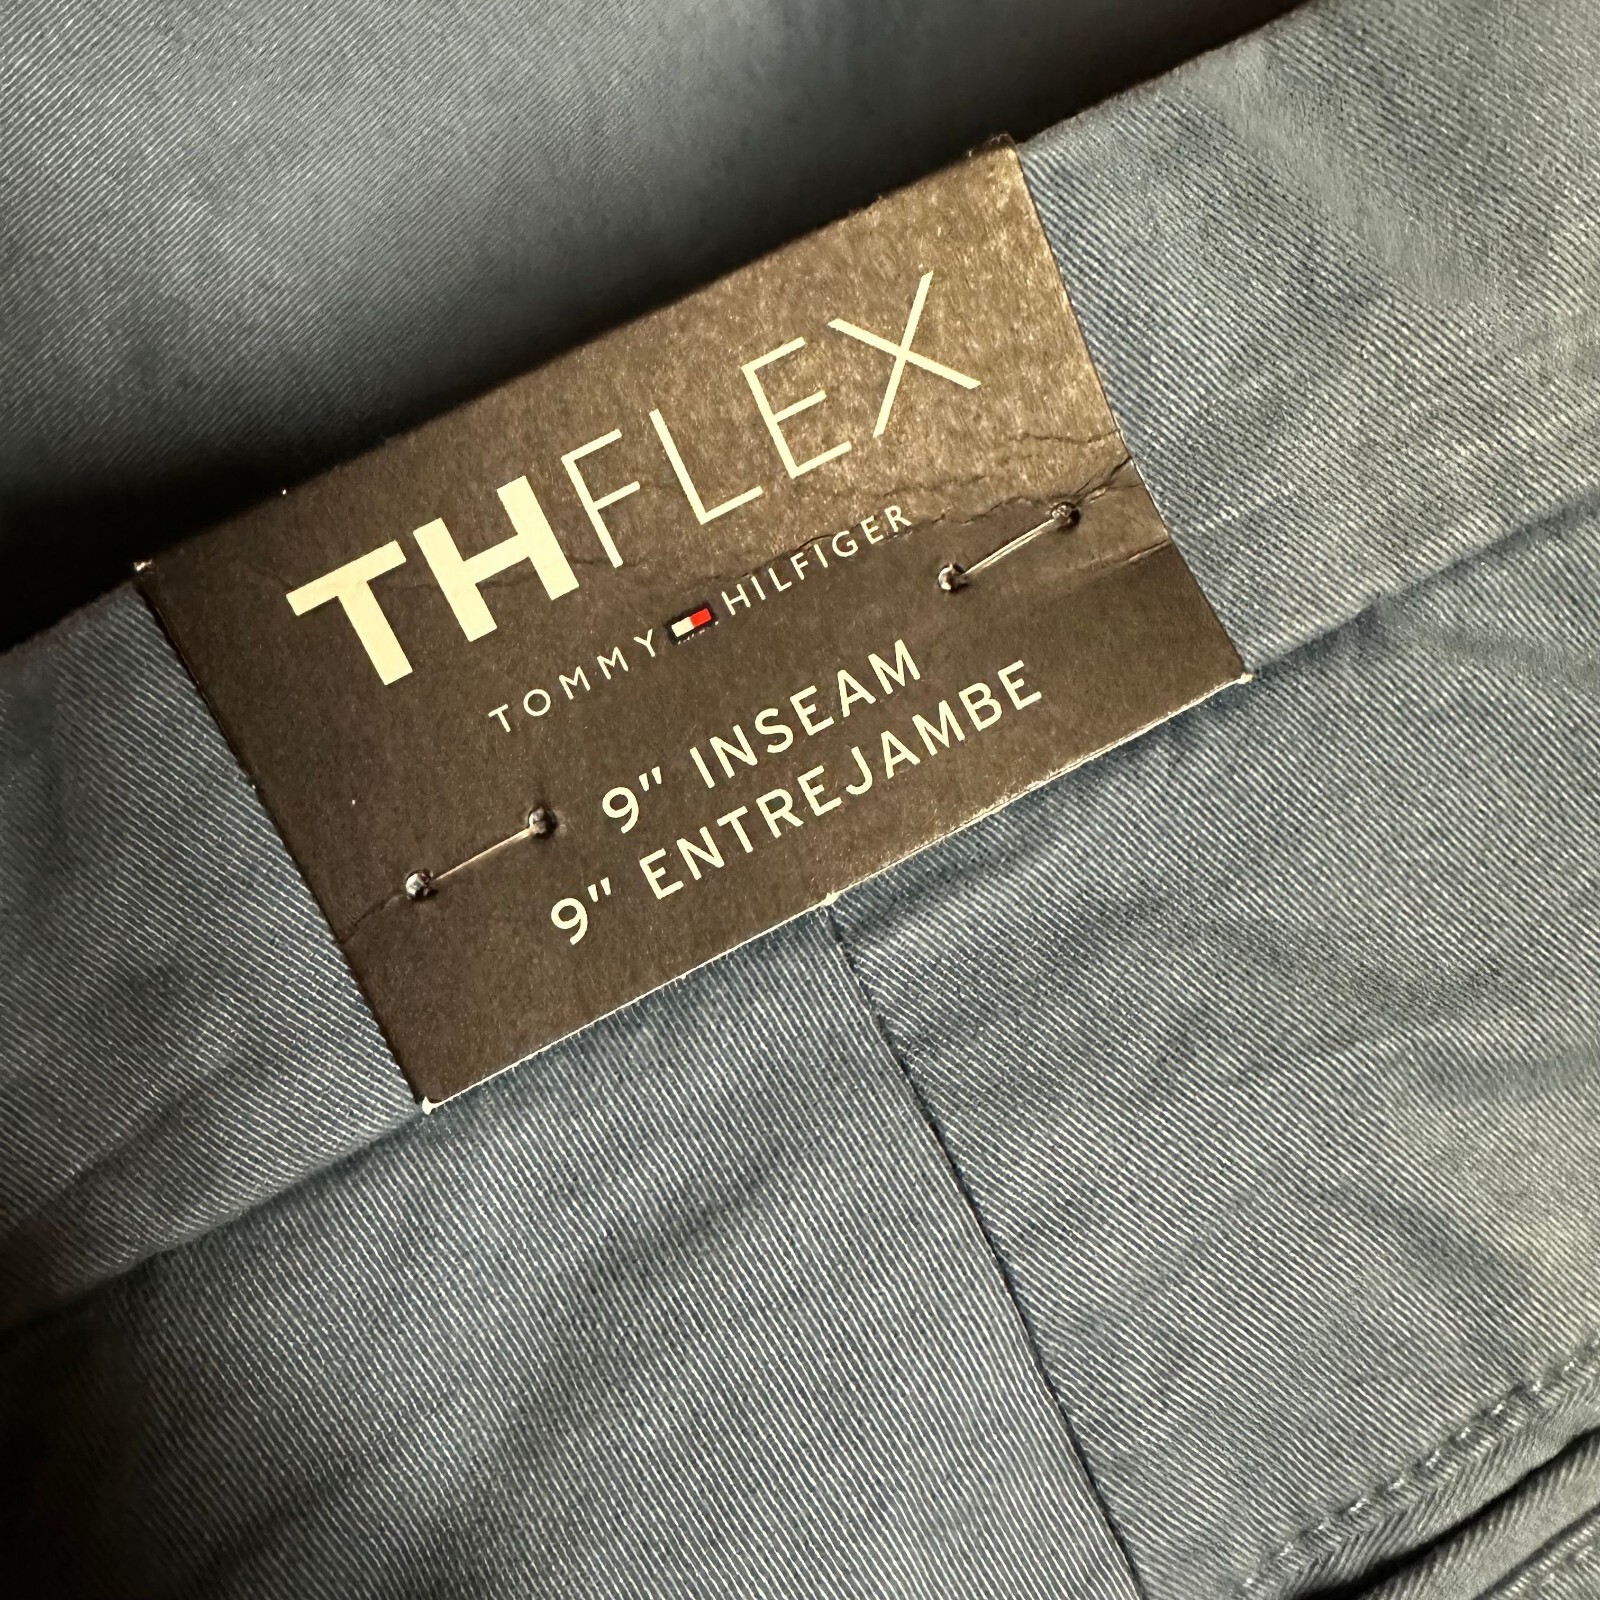 THFLEX
TOMMY HILFIGER
9" INSEAM
9" ENTREJAMBE